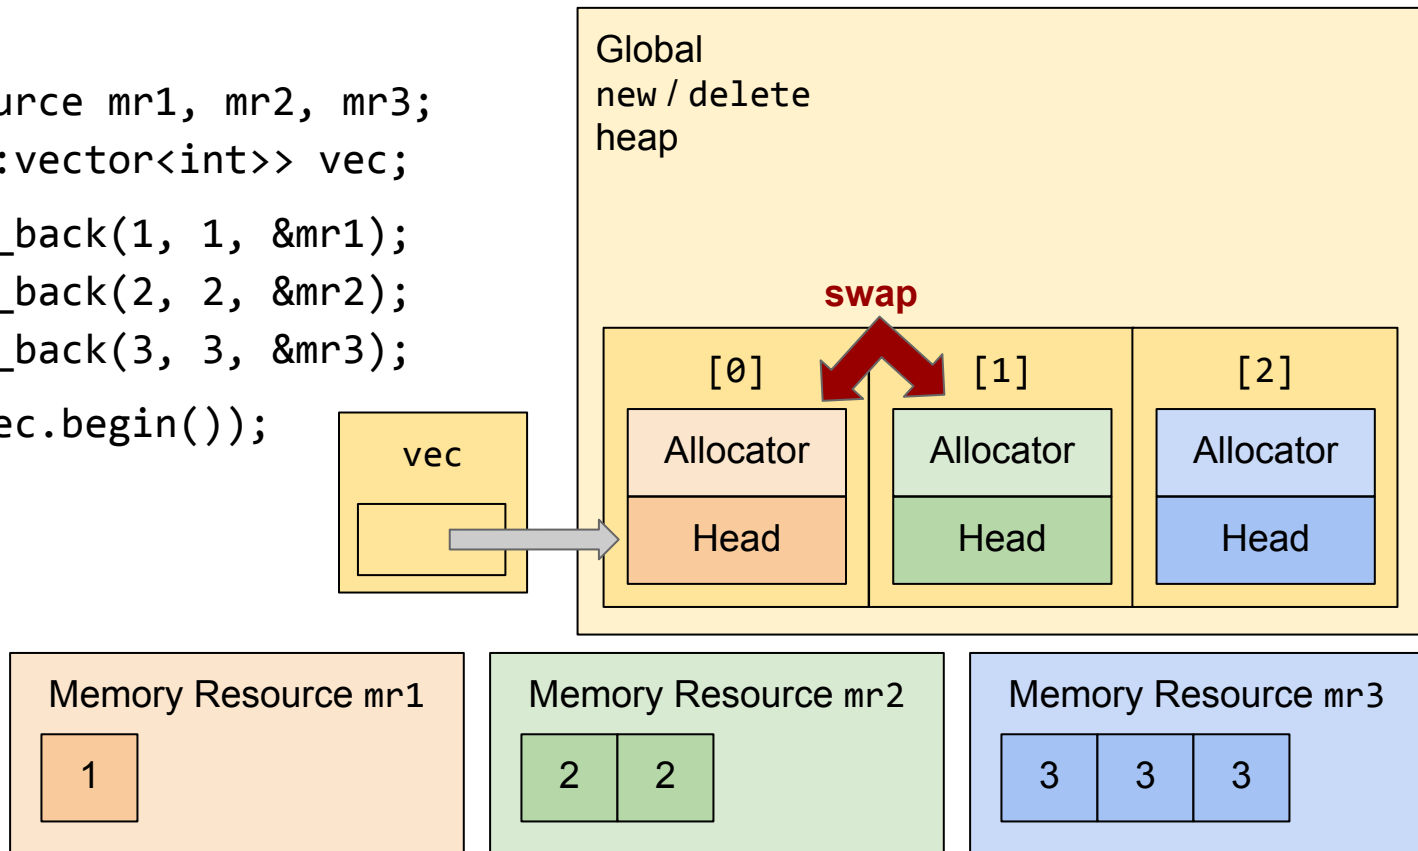 urce mr1, mr2, mr3;
:vector<int>> vec;
_back(1, 1, &mr1);
_back(2, 2, &mr2);
_back(3, 3, &mr3);
ec.begin());
vec
Global
new / delete
heap
swap
[0] [1] [2]
Allocator Allocator Allocator
Head Head Head
Memory Resource mr1
1
Memory Resource mr2
2 2
Memory Resource mr3
3 3 3